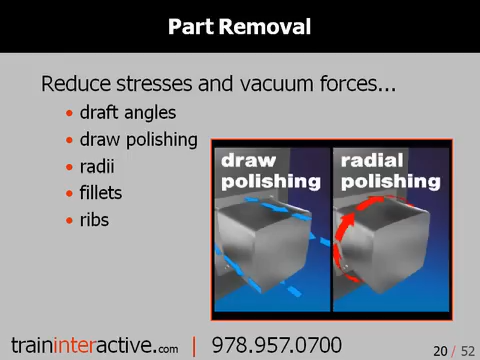 Part Removal
Reduce stresses and vacuum forces...
• draft angles
• draw polishing
• radii
• fillets
• ribs
draw
polishing
radial
polishing
traininteractive.com | 978.957.0700
20 / 52